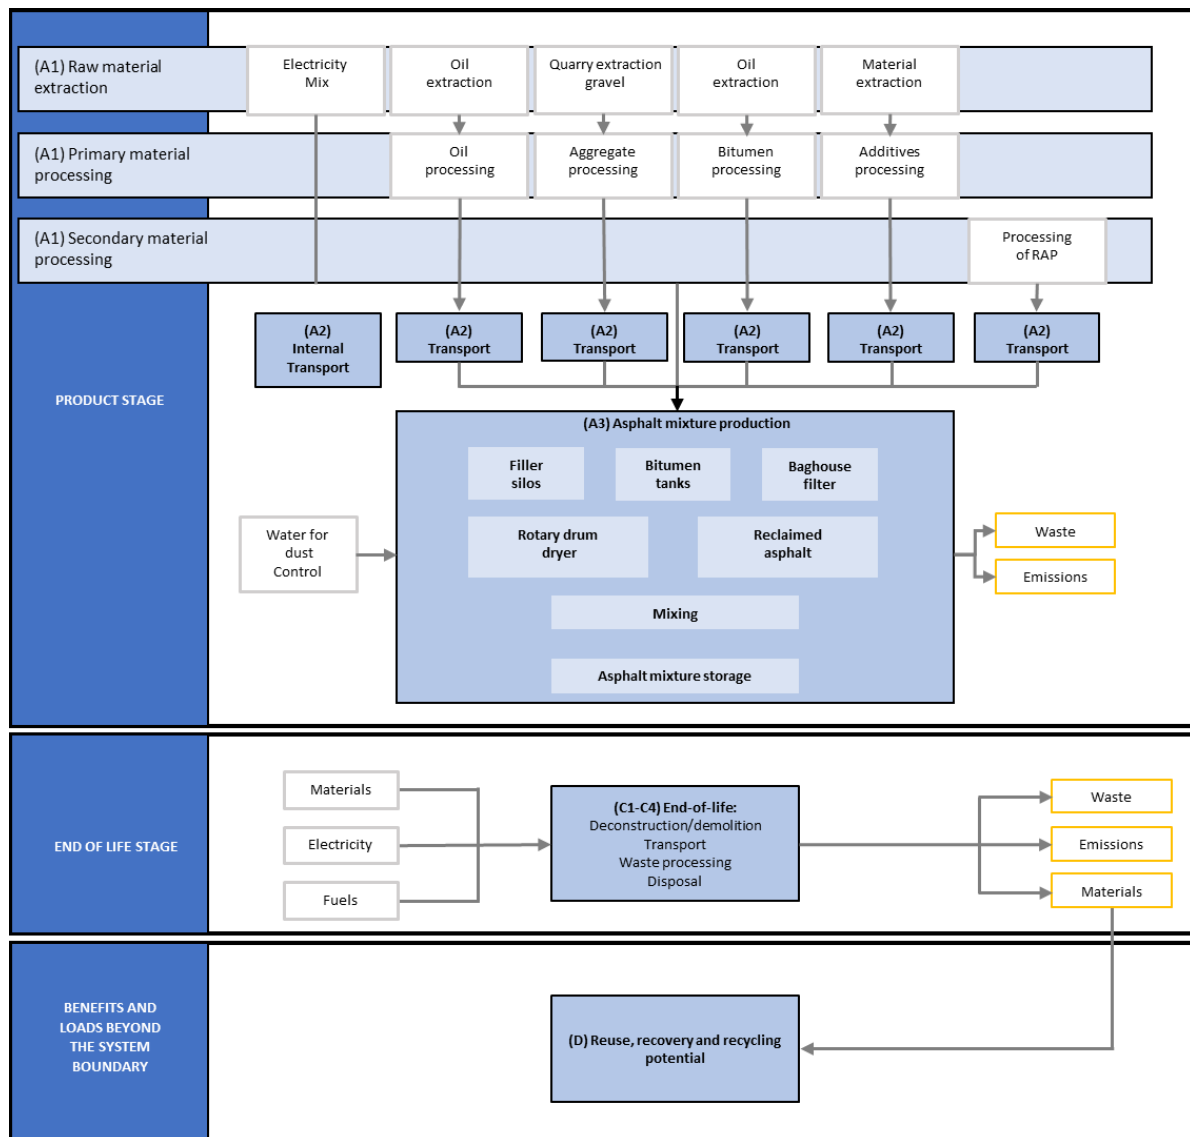 (A1) Raw material
extraction
Electricity
Mix
Oil
extraction
Quarry extraction
gravel
Oil
extraction
Material
extraction
(A1) Primary material
processing
Oil
processing
Aggregate
processing
Bitumen
processing
Additives
processing
(A1) Secondary material
processing
Processing
of RAP
(A2)
Internal
Transport
(A2)
Transport
(A2)
Transport
(A2)
Transport
(A2)
Transport
(A2)
Transport
PRODUCT STAGE
(A3) Asphalt mixture production
Filler
silos
Bitumen
tanks
Baghouse
filter
Water for
dust
Control
Rotary drum
dryer
Reclaimed
asphalt
Waste
Emissions
Mixing
Asphalt mixture storage
END OF LIFE STAGE
Materials
Electricity
Fuels
(C1-C4) End-of-life:
Deconstruction/demolition
Transport
Waste processing
Disposal
Waste
Emissions
Materials
BENEFITS AND
LOADS BEYOND
THE SYSTEM
BOUNDARY
(D) Reuse, recovery and recycling
potential